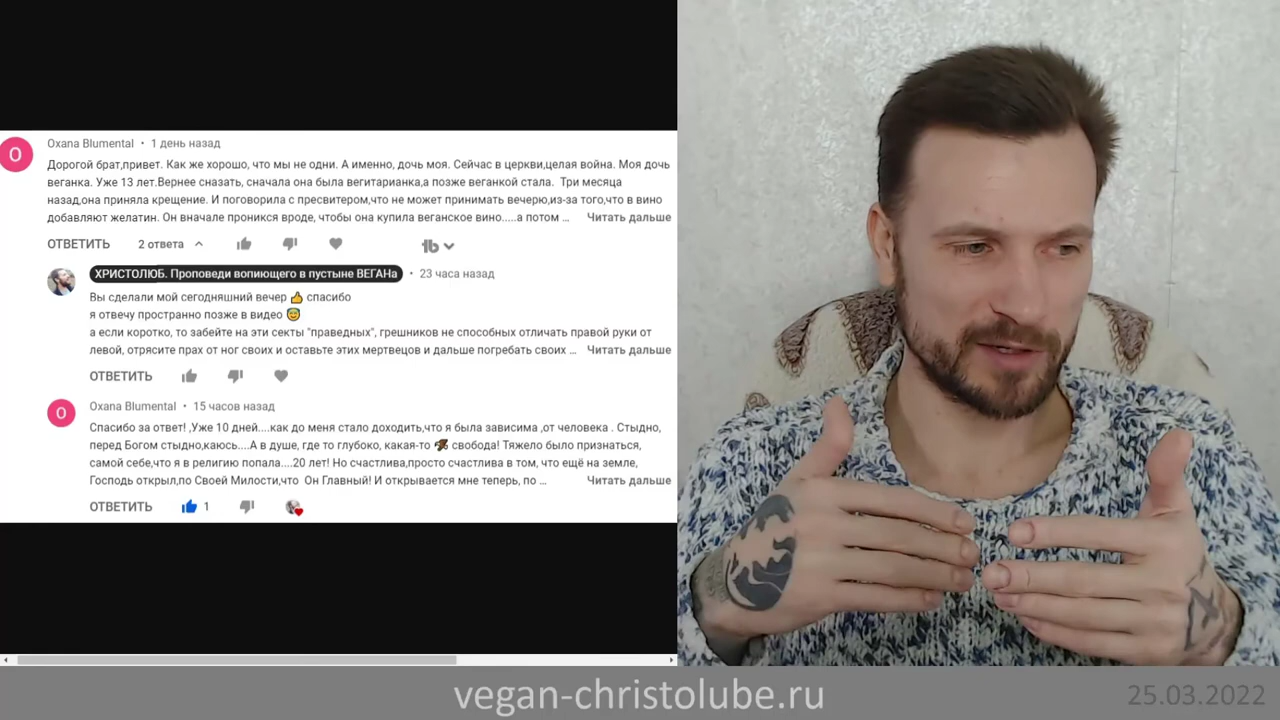 Oxana Blumental • 1 день назад
О
Дорогой брат,привет. Как же хорошо, что мы не одни. А именно, дочь моя. Сейчас в церкви,целая война. Моя дочь
веганка. Уже 13 лет.Вернее сназать, сначала она была вегитарианка,а позже веганкой стала. Три месяца
назад,она приняла крещение. И поговорила с пресвитером,что не может принимать вечерю,из-за того,что в вино
добавляют желатин. Он вначале проникся вроде, чтобы она купила веганское вино.....а потом ... Читать дальше
ОТВЕТИТЬ 2 ответа
ХРИСТОЛЮБ. Проповеди вопиющего в пустыне ВЕГАНа • 23 часа назад
Вы сделали мой сегодняшний вечер 👍 спасибо
я отвечу пространно позже в видео 😇
а если коротко, то забейте на эти секты "праведных", грешников не способных отличать правой руки от
левой, отрясите прах от ног своих и оставьте этих мертвецов и дальше погребать своих ... Читать дальше
ОТВЕТИТЬ
О
Oxana Blumental • 15 часов назад
Спасибо за ответ! ,Уже 10 дней....как до меня стало доходить,что я была зависима ,от человека . Стыдно,
перед Богом стыдно,каюсь....А в душе, где то глубоко, какая-то свобода! Тяжело было признаться,
самой себе,что я в религию попала....20 лет! Но счастлива,просто счастлива в том, что ещё на земле,
Господь открыл,по Своей Милости,что Он Главный! И открывается мне теперь, по ... Читать дальше
ОТВЕТИТЬ 1
vegan-christolube.ru
25.03.2022